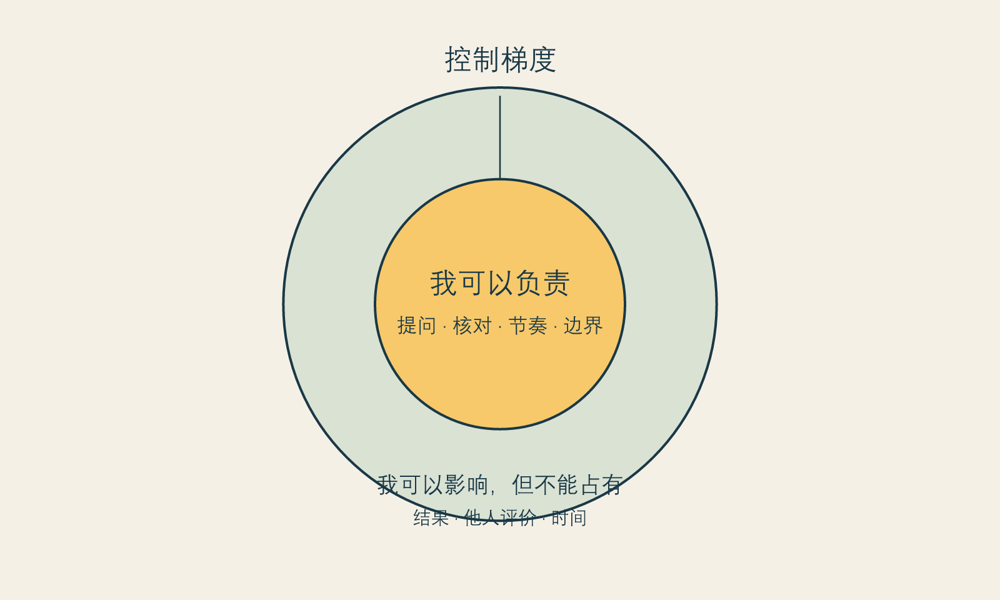 控制梯度
我可以负责
提问 · 核对 · 节奏 · 边界
我可以影响，但不能占有
结果 · 他人评价 · 时间